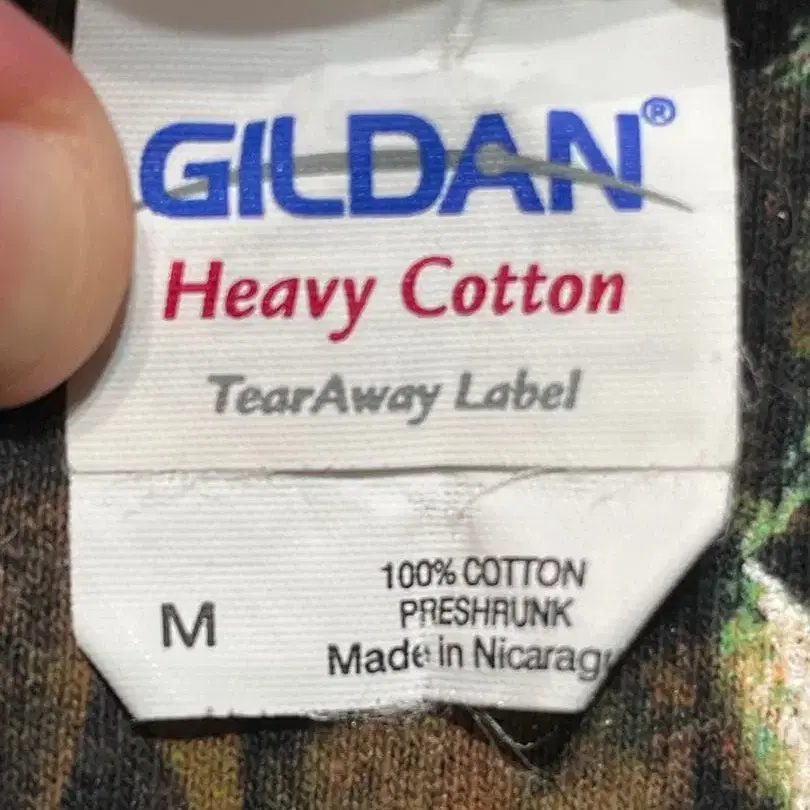 GILDAN®
Heavy Cotton
TearAway Label
M
100% COTTON
PRESHRUNK
Made in Nicarag